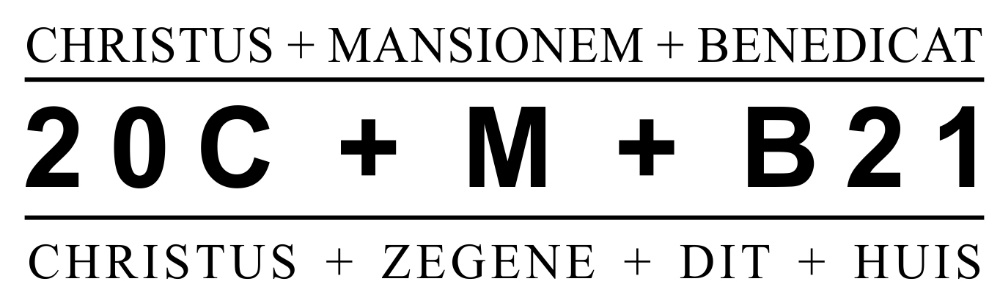 CHRISTUS + MANSIONEM + BENEDICAT
20C + M + B21
CHRISTUS + ZEGENE + DIT + HUIS